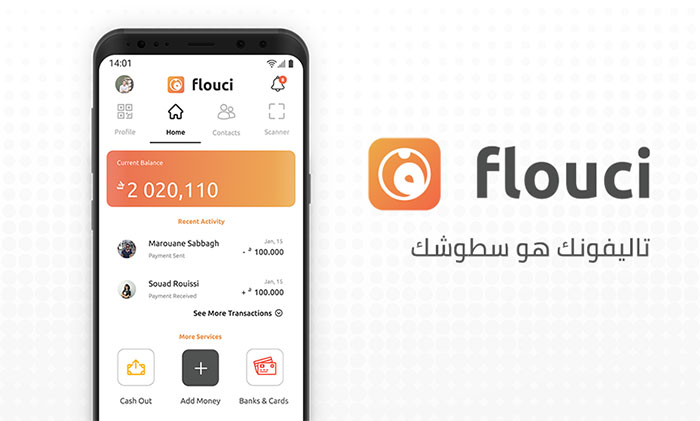 14:01
flouci
Profile
Home
Contacts
Scanner
Current Balance
2 020,110
Recent Activity
Marouane Sabbagh
Jan, 15
Payment Sent
- د 100.000
Souad Rouissi
Jan, 15
Payment Received
+ د 100.000
See More Transactions
More Services
Cash Out
Add Money
Banks & Cards
flouci
تاليفونك هو سطوشك